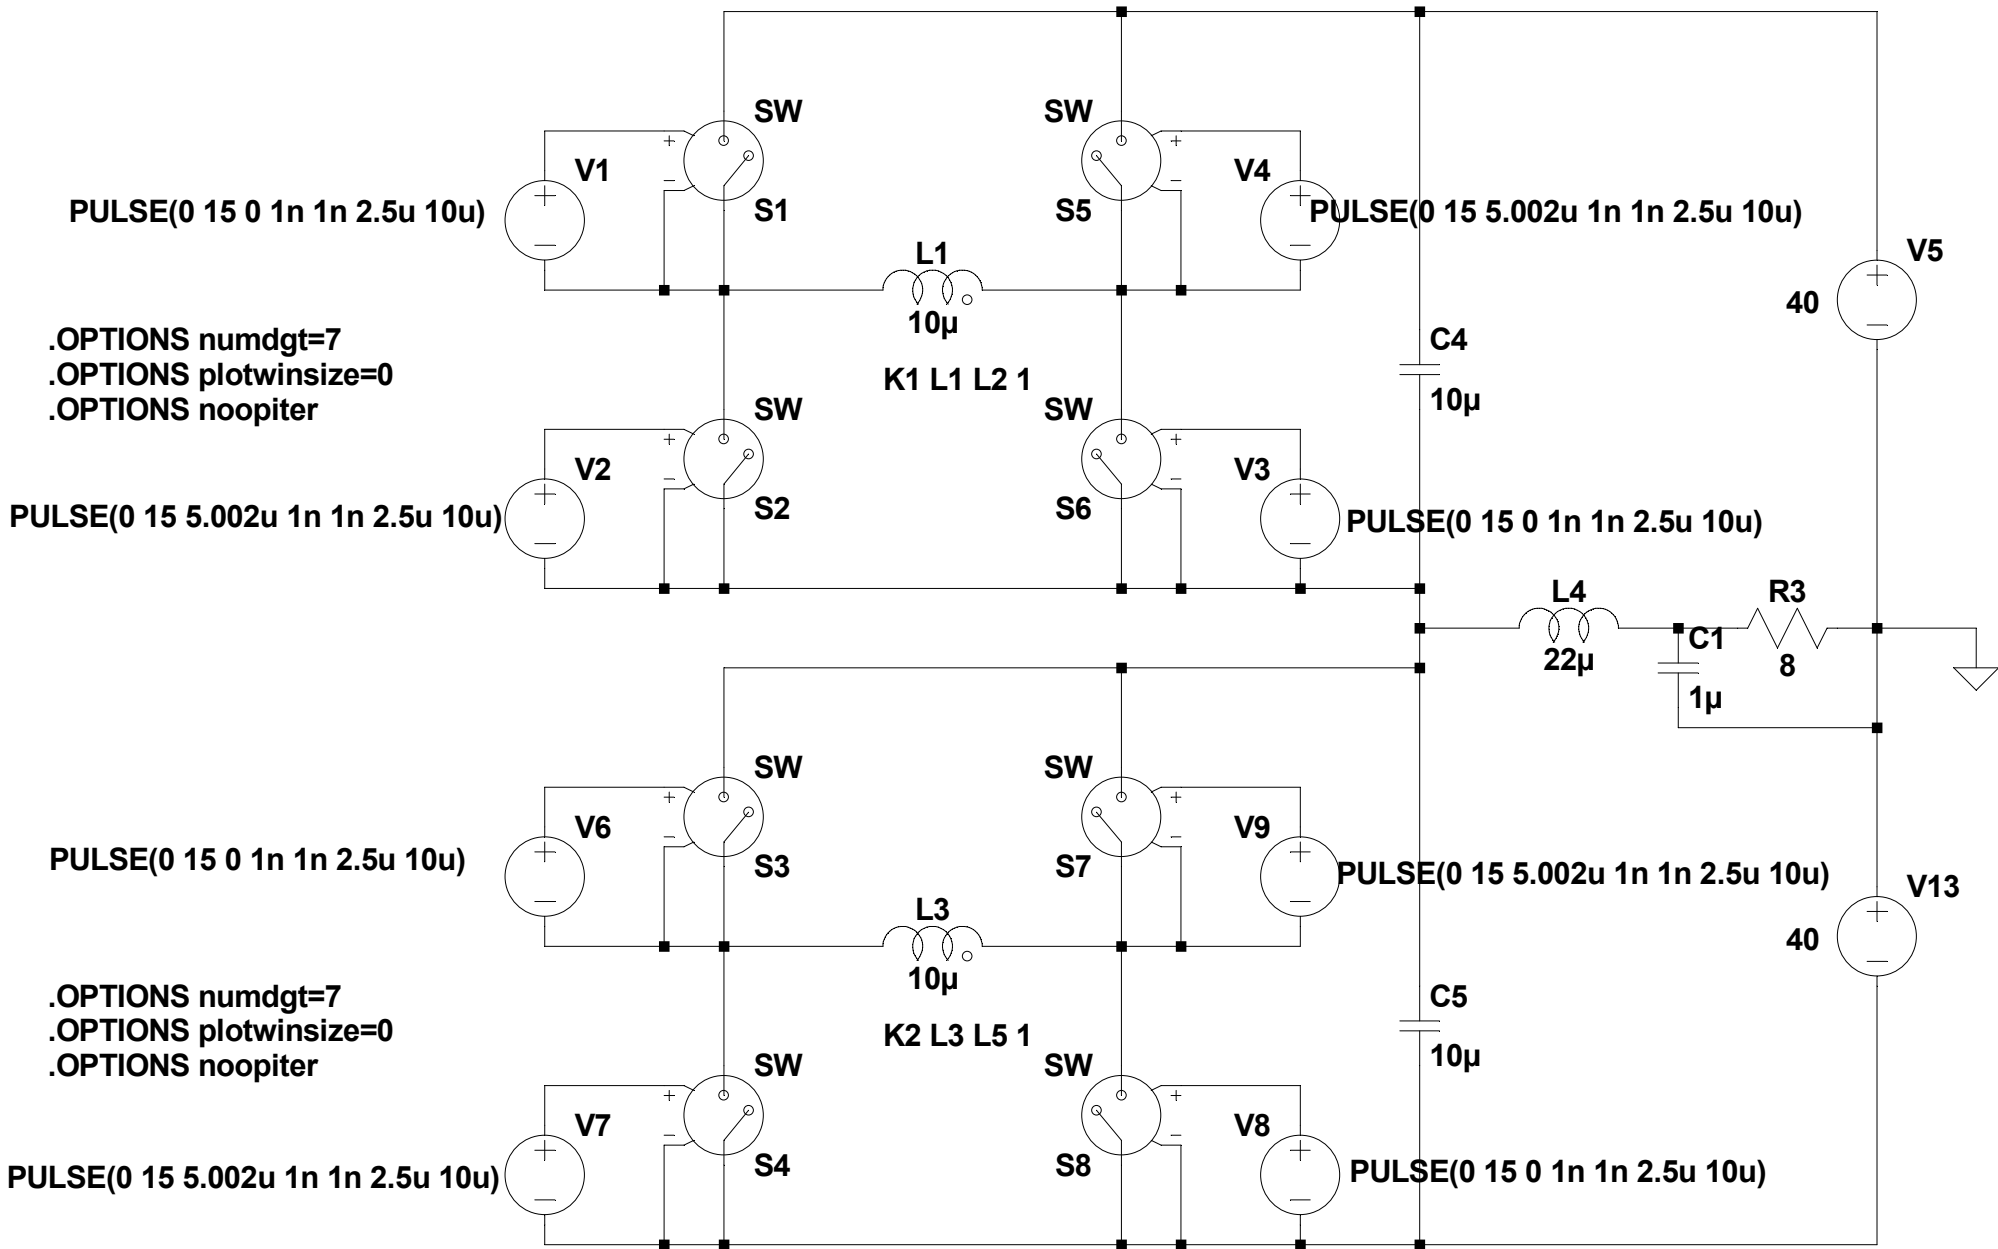 SW
SW
V1
V4
PULSE(0 15 0 1n 1n 2.5u 10u)
S1
S5
PULSE(0 15 5.002u 1n 1n 2.5u 10u)
L1
V5
10µ
40
.OPTIONS numdgt=7
.OPTIONS plotwinsize=0
.OPTIONS noopiter
K1 L1 L2 1
C4
10µ
SW
SW
V2
V3
PULSE(0 15 5.002u 1n 1n 2.5u 10u)
S2
S6
PULSE(0 15 0 1n 1n 2.5u 10u)
L4
R3
22µ
C1
8
1µ
SW
SW
V6
V9
PULSE(0 15 0 1n 1n 2.5u 10u)
S3
S7
PULSE(0 15 5.002u 1n 1n 2.5u 10u)
V13
L3
10µ
40
.OPTIONS numdgt=7
.OPTIONS plotwinsize=0
.OPTIONS noopiter
K2 L3 L5 1
C5
10µ
SW
SW
V7
V8
PULSE(0 15 5.002u 1n 1n 2.5u 10u)
S4
S8
PULSE(0 15 0 1n 1n 2.5u 10u)